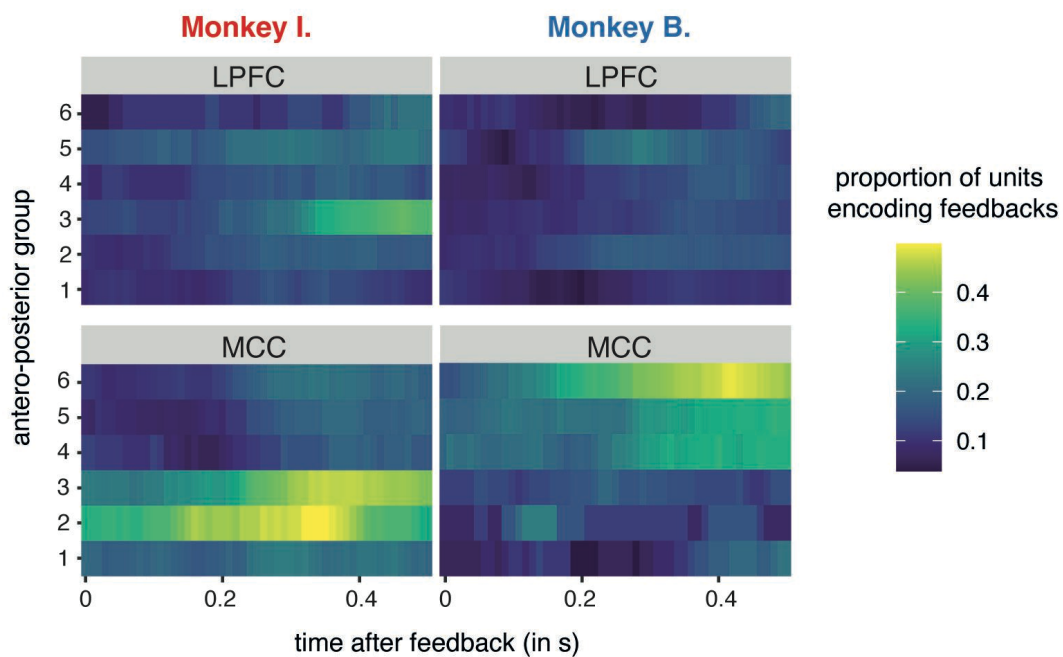 Monkey I.
Monkey B.
LPFC
LPFC
6
5
4
3
2
1
MCC
MCC
6
5
4
3
2
1
0
0.2
0.4
0
0.2
0.4
antero-posterior group
time after feedback (in s)
proportion of units
encoding feedbacks
0.4
0.3
0.2
0.1